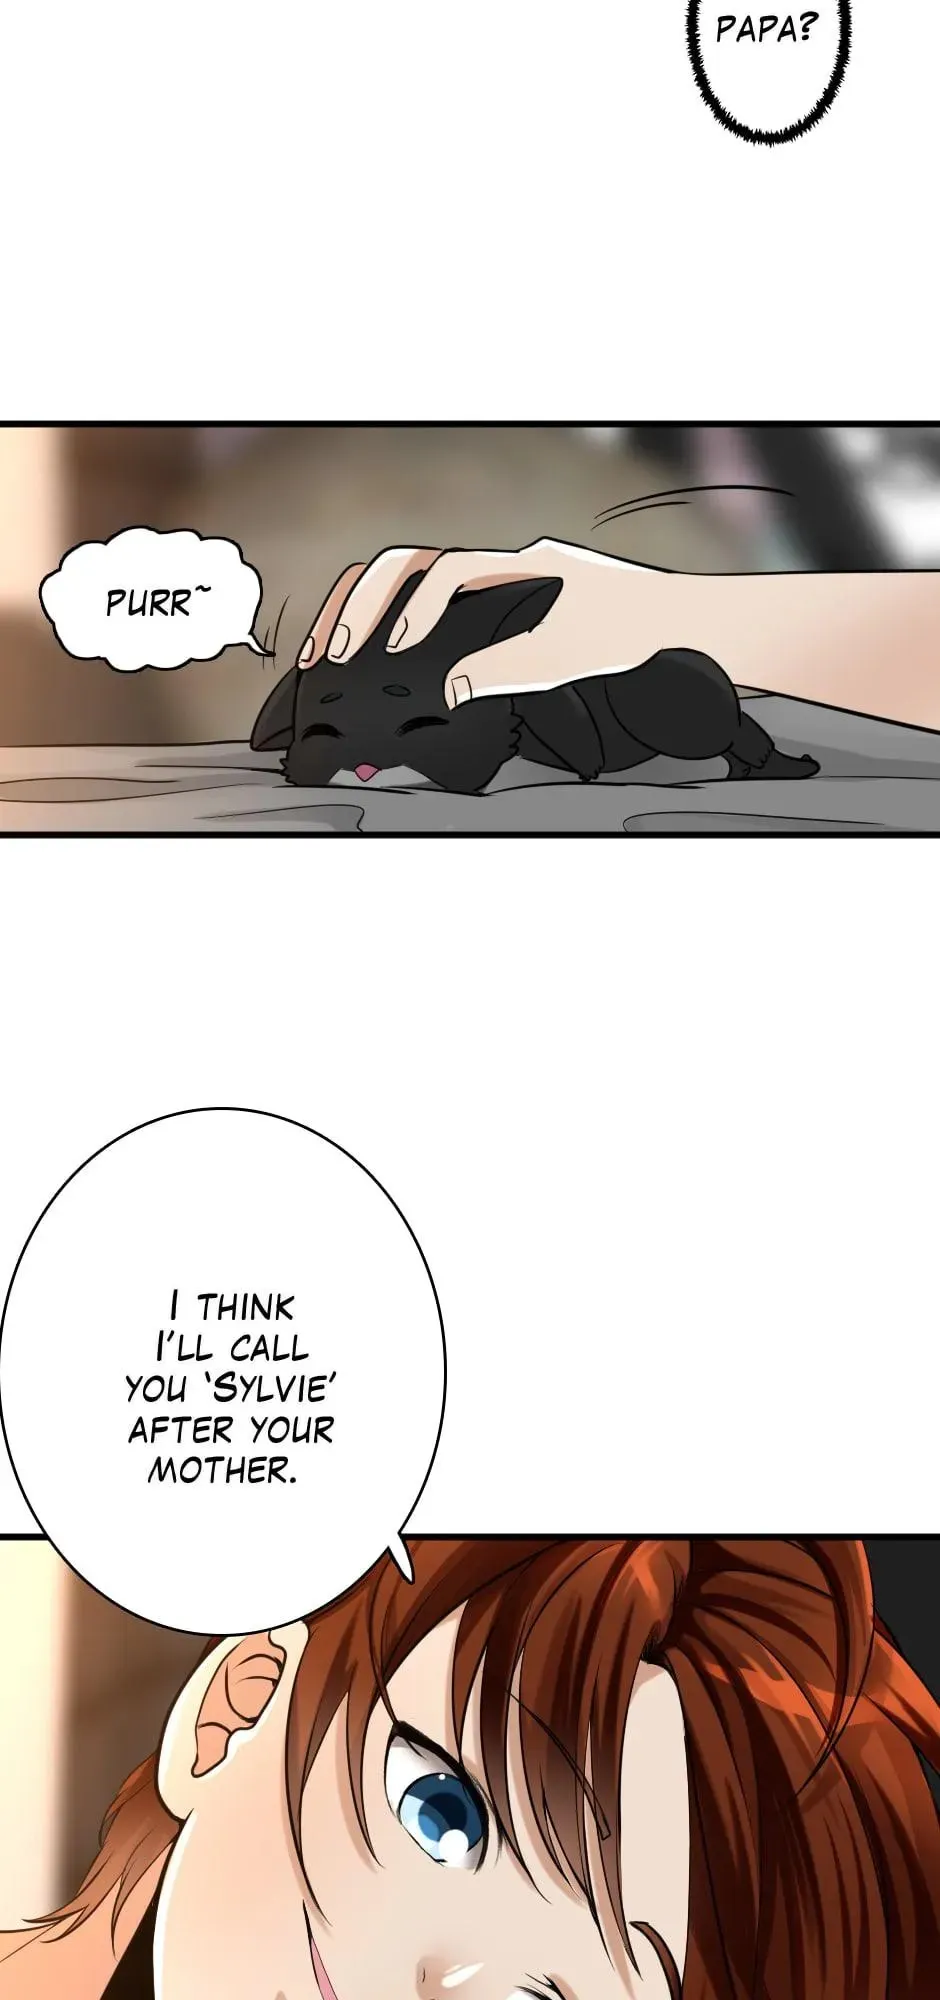 PAPA?
PURR~
I THINK
I'LL CALL
YOU 'SYLVIE'
AFTER YOUR
MOTHER.